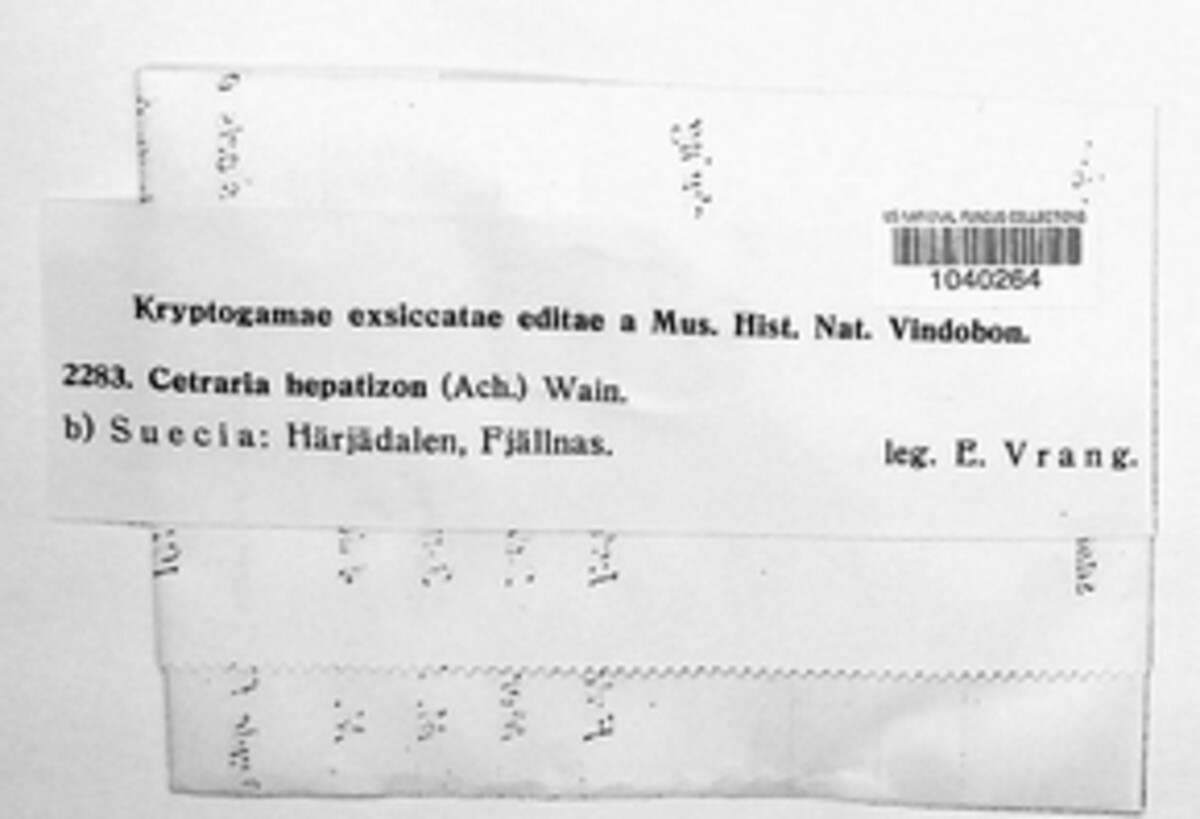 US NATIONAL FUNGUS COLLECTIONS
1040264
Kryptogamae exsiccatae editae a Mus. Hist. Nat. Vindobon.
2283. Cetraria hepatizon (Ach.) Wain.
b) Suecia: Härjädalen, Fjällnas.
leg. E. Vrang.